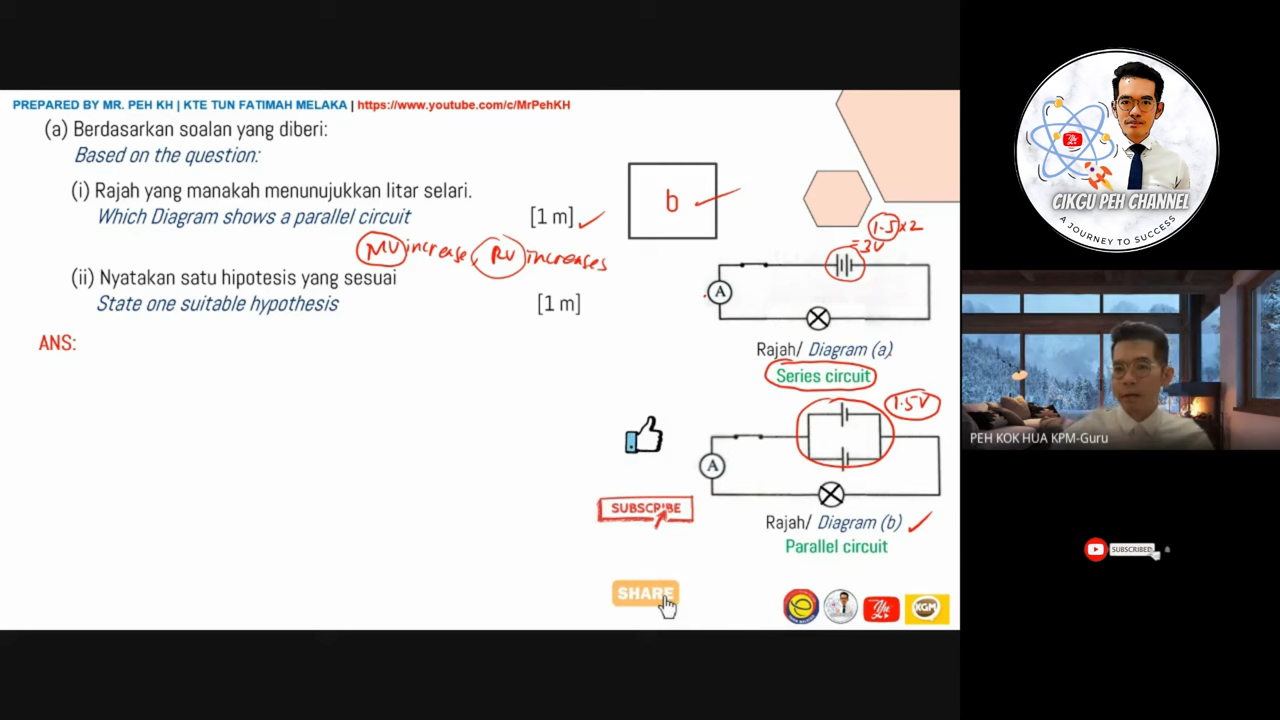 PREPARED BY MR. PEH KH | KTE TUN FATIMAH MELAKA | https://www.youtube.com/c/MrPehKH
(a) Berdasarkan soalan yang diberi:
Based on the question:
(i) Rajah yang manakah menunujukkan litar selari.
Which Diagram shows a parallel circuit [1 m]
b
MV increase, RV increases
(ii) Nyatakan satu hipotesis yang sesuai
State one suitable hypothesis [1 m]
ANS:
1.5 x 2
= 3V
A
Rajah/ Diagram (a)
Series circuit
1.5V
A
Rajah/ Diagram (b)
Parallel circuit
SUBSCRIBE
SHARE
XGM
CIKGU PEH CHANNEL
A JOURNEY TO SUCCESS
PEH KOK HUA KPM-Guru
SUBSCRIBED